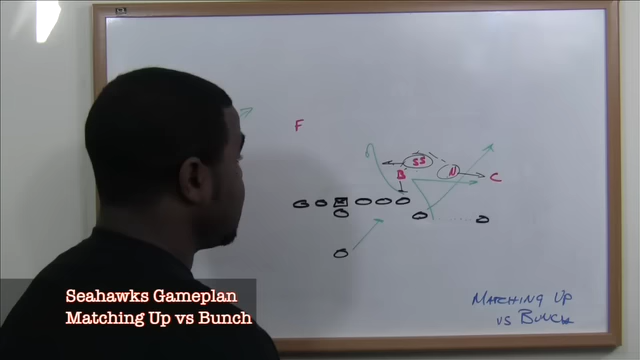 F
SS
B
N
C
Seahawks Gameplan
Matching Up vs Bunch
MATCHING UP
VS BUNCH